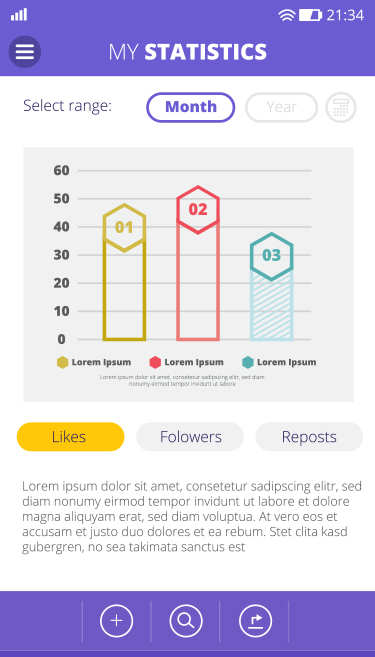 21:34
MY STATISTICS
Select range: Month Year
60
50
40
30
20
10
0
01
02
03
Lorem Ipsum Lorem Ipsum Lorem Ipsum
Lorem ipsum dolor sit amet, consetetur sadipscing elitr, sed diam
nonumy eirmod tempor invidunt ut labore
Likes Folowers Reposts
Lorem ipsum dolor sit amet, consetetur sadipscing elitr, sed
diam nonumy eirmod tempor invidunt ut labore et dolore
magna aliquyam erat, sed diam voluptua. At vero eos et
accusam et justo duo dolores et ea rebum. Stet clita kasd
gubergren, no sea takimata sanctus est